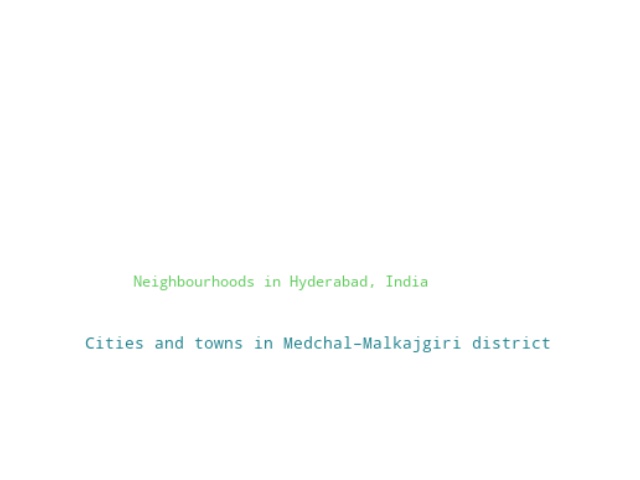 Neighbourhoods in Hyderabad, India
Cities and towns in Medchal–Malkajgiri district